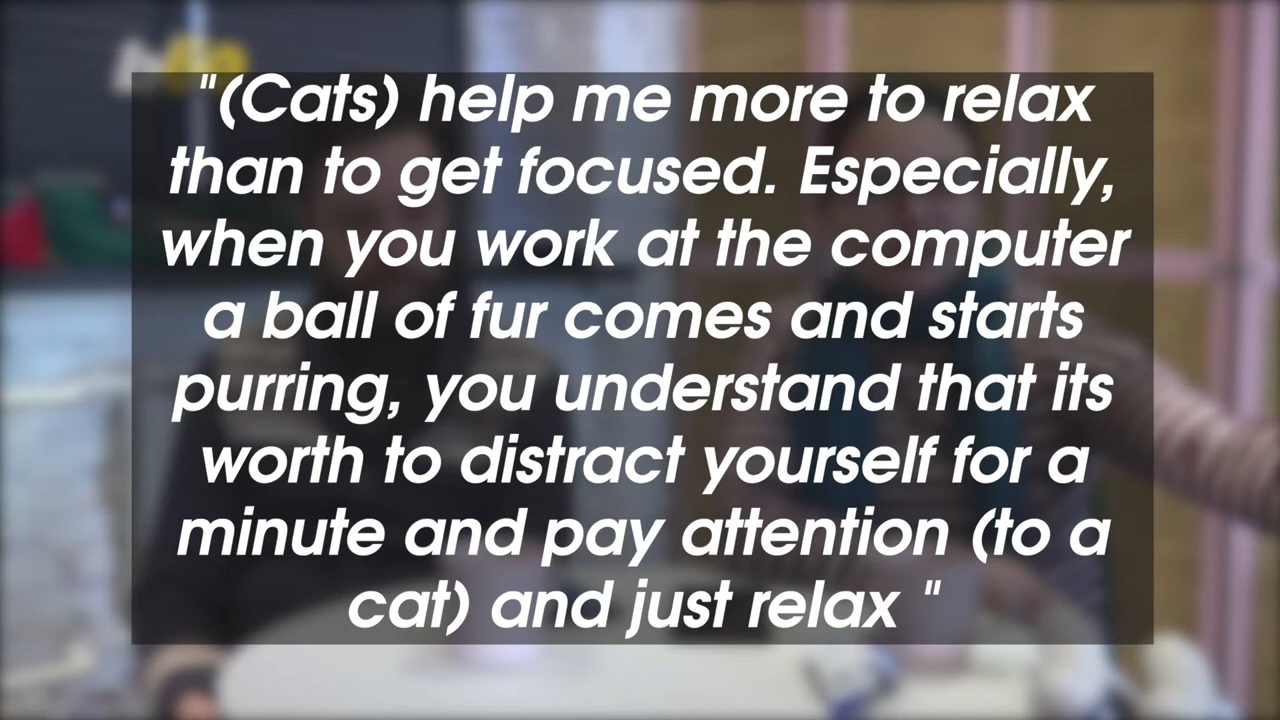 "(Cats) help me more to relax
than to get focused. Especially,
when you work at the computer
a ball of fur comes and starts
purring, you understand that its
worth to distract yourself for a
minute and pay attention (to a
cat) and just relax "